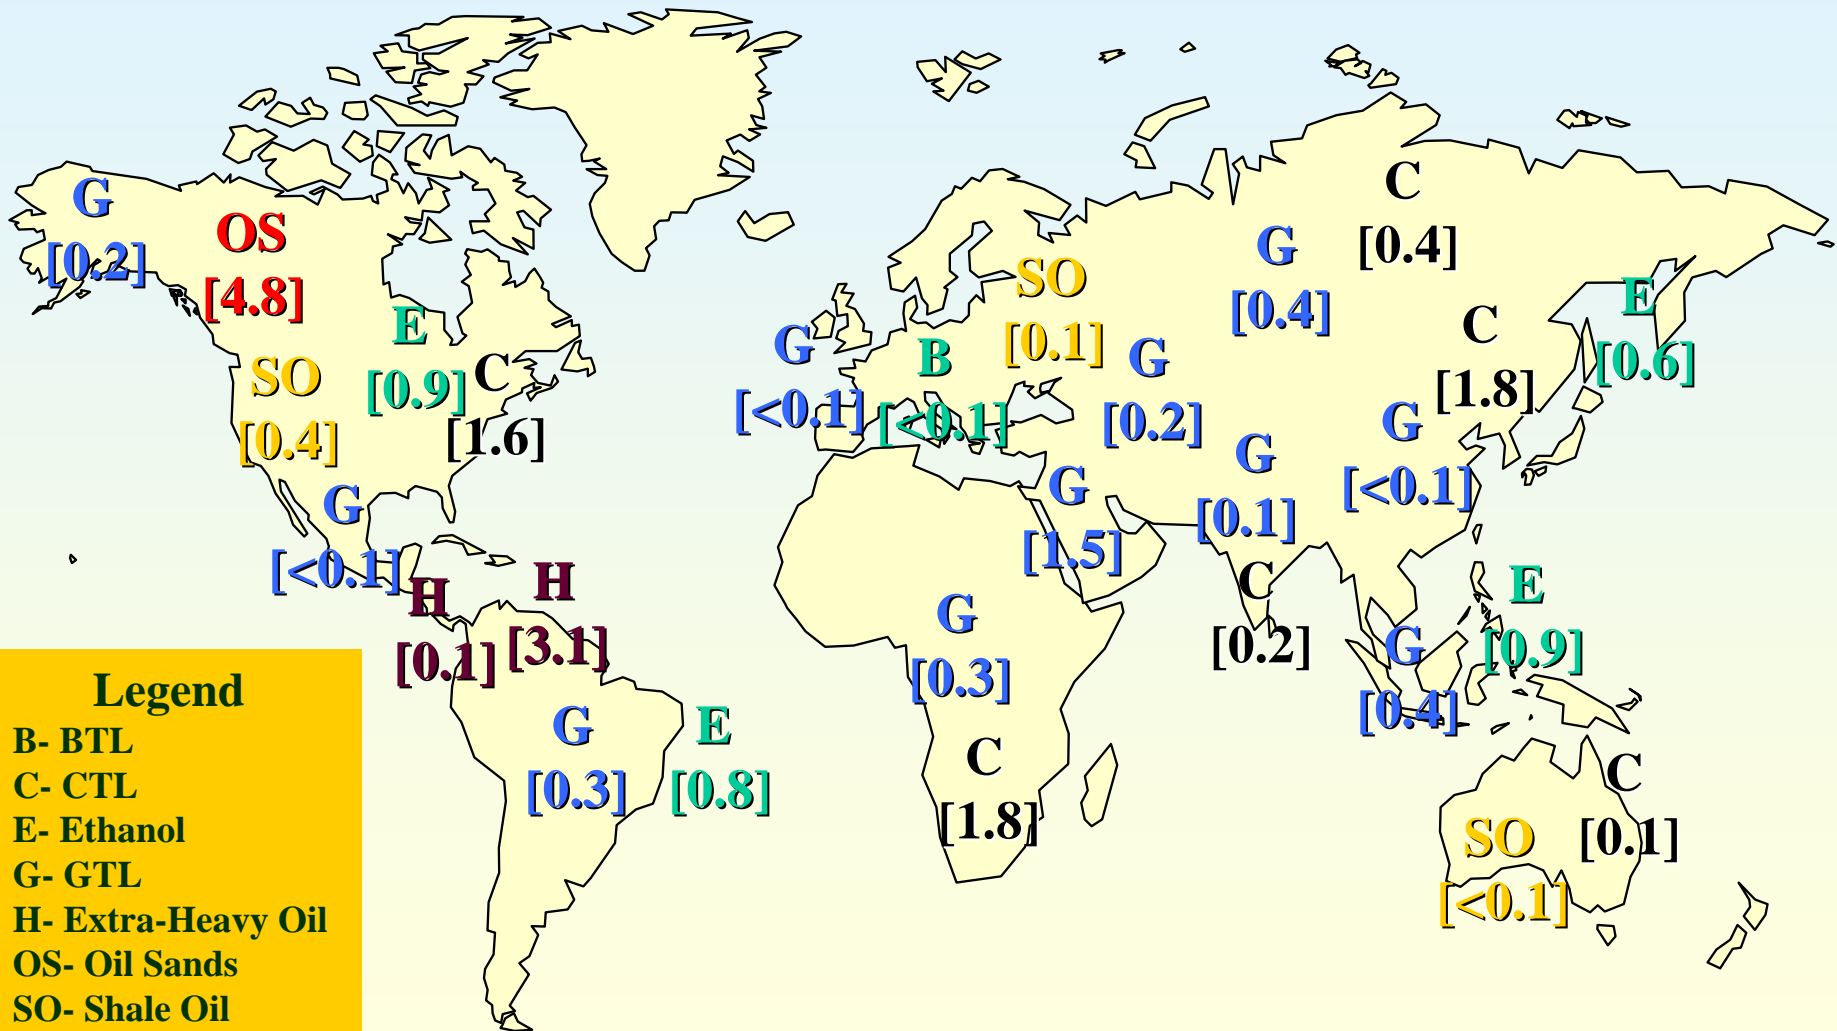 G
[0.2]
OS
[4.8]
E
[0.9]
SO
[0.4]
C
[1.6]
G
[<0.1]
H
[0.1]
H
[3.1]
G
[0.3]
E
[0.8]
G
[<0.1]
B
[<0.1]
SO
[0.1]
G
[0.2]
G
[0.4]
C
[0.4]
C
[1.8]
E
[0.6]
G
[<0.1]
G
[0.1]
G
[1.5]
C
[0.2]
G
[0.3]
C
[1.8]
G
[0.4]
E
[0.9]
C
[0.1]
SO
[<0.1]
Legend
B- BTL
C- CTL
E- Ethanol
G- GTL
H- Extra-Heavy Oil
OS- Oil Sands
SO- Shale Oil